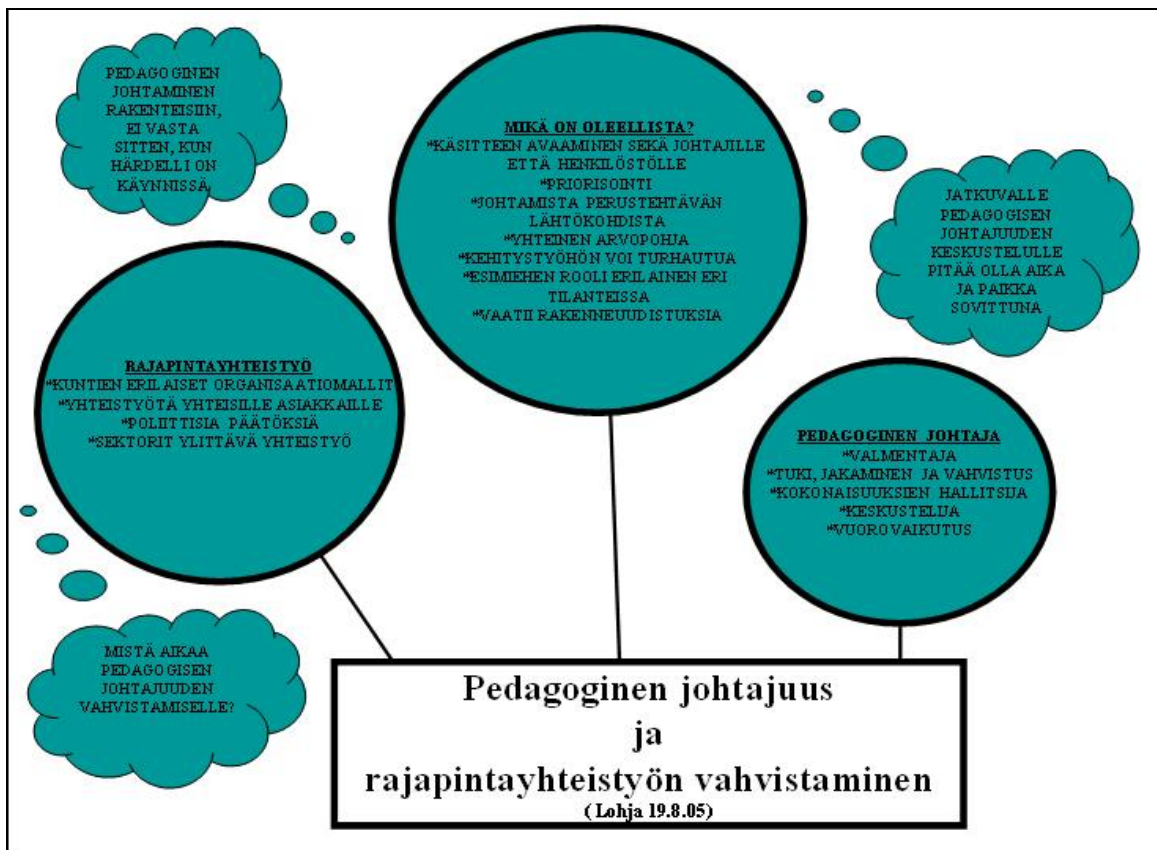 PEDAGOGINEN
JOHTAMINEN
RAKENTEISIIN,
EI VASTA
SITTEN, KUN
HÄRDELLI ON
KÄYNNISSÄ
MIKÄ ON OLEELLISTA?
*KÄSITTEEN AVAAMINEN SEKÄ JOHTAJILLE
ETTÄ HENKILÖSTÖLLE
*PRIORISOINTI
*JOHTAMISTA PERUSTEHTÄVÄN
LÄHTÖKOHDISTA
*YHTEINEN ARVOPOHJA
*KEHITYSTYÖHÖN VOI TURHAUTUA
*ESIMIEHEN ROOLI ERILAINEN ERI
TILANTEISSA
*VAATII RAKENNEUUDISTUKSIA
JATKUVALLE
PEDAGOGISEN
JOHTAJUUDEN
KESKUSTELULLE
PITÄÄ OLLA AIKA
JA PAIKKA
SOVITTUNA
RAJAPINTAYHTEISTYÖ
*KUNTIEN ERILAISET ORGANISAATIOMALLIT
*YHTEISTYÖTÄ YHTEISILLE ASIAKKAILLE
*POLIITTISIA PÄÄTÖKSIÄ
*SEKTORIT YLITTÄVÄ YHTEISTYÖ
PEDAGOGINEN JOHTAJA
*VALMENTAJA
*TUKI, JAKAMINEN JA VAHVISTUS
*KOKONAISUUKSIEN HALLITSIJA
*KESKUSTELIJA
*VUOROVAIKUTUS
MISTÄ AIKAA
PEDAGOGISEN
JOHTAJUUDEN
VAHVISTAMISELLE?
Pedagoginen johtajuus
ja
rajapintayhteistyön vahvistaminen
( Lohja 19.8.05)